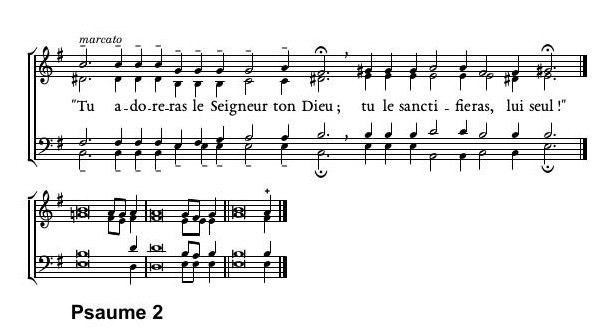 marcato
"Tu a-do-re-ras le Seigneur ton Dieu; tu le sancti-fieras, lui seul!"
Psaume 2